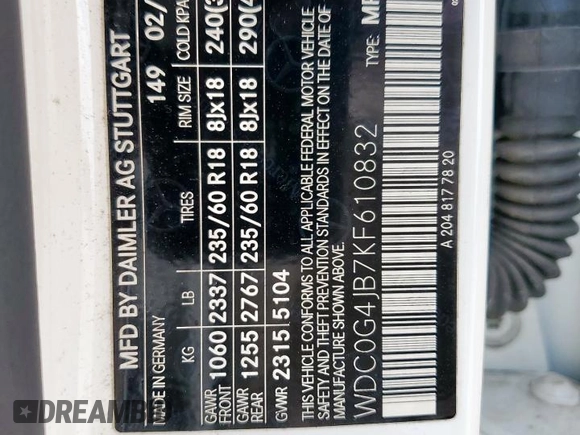 MFD BY DAIMLER AG STUTTGART
MADE IN GERMANY 149 02/
KG LB TIRES RIM SIZE COLD KPA
GAWR FRONT 1060 2337 235/60 R18 8Jx18 240(3
GAWR REAR 1255 2767 235/60 R18 8Jx18 290(4
GVWR 2315 5104
THIS VEHICLE CONFORMS TO ALL APPLICABLE FEDERAL MOTOR VEHICLE
SAFETY AND THEFT PREVENTION STANDARDS IN EFFECT ON THE DATE OF
MANUFACTURE SHOWN ABOVE.
WDC0G4JB7KF610832
A 204 817 78 20
DREAMBID